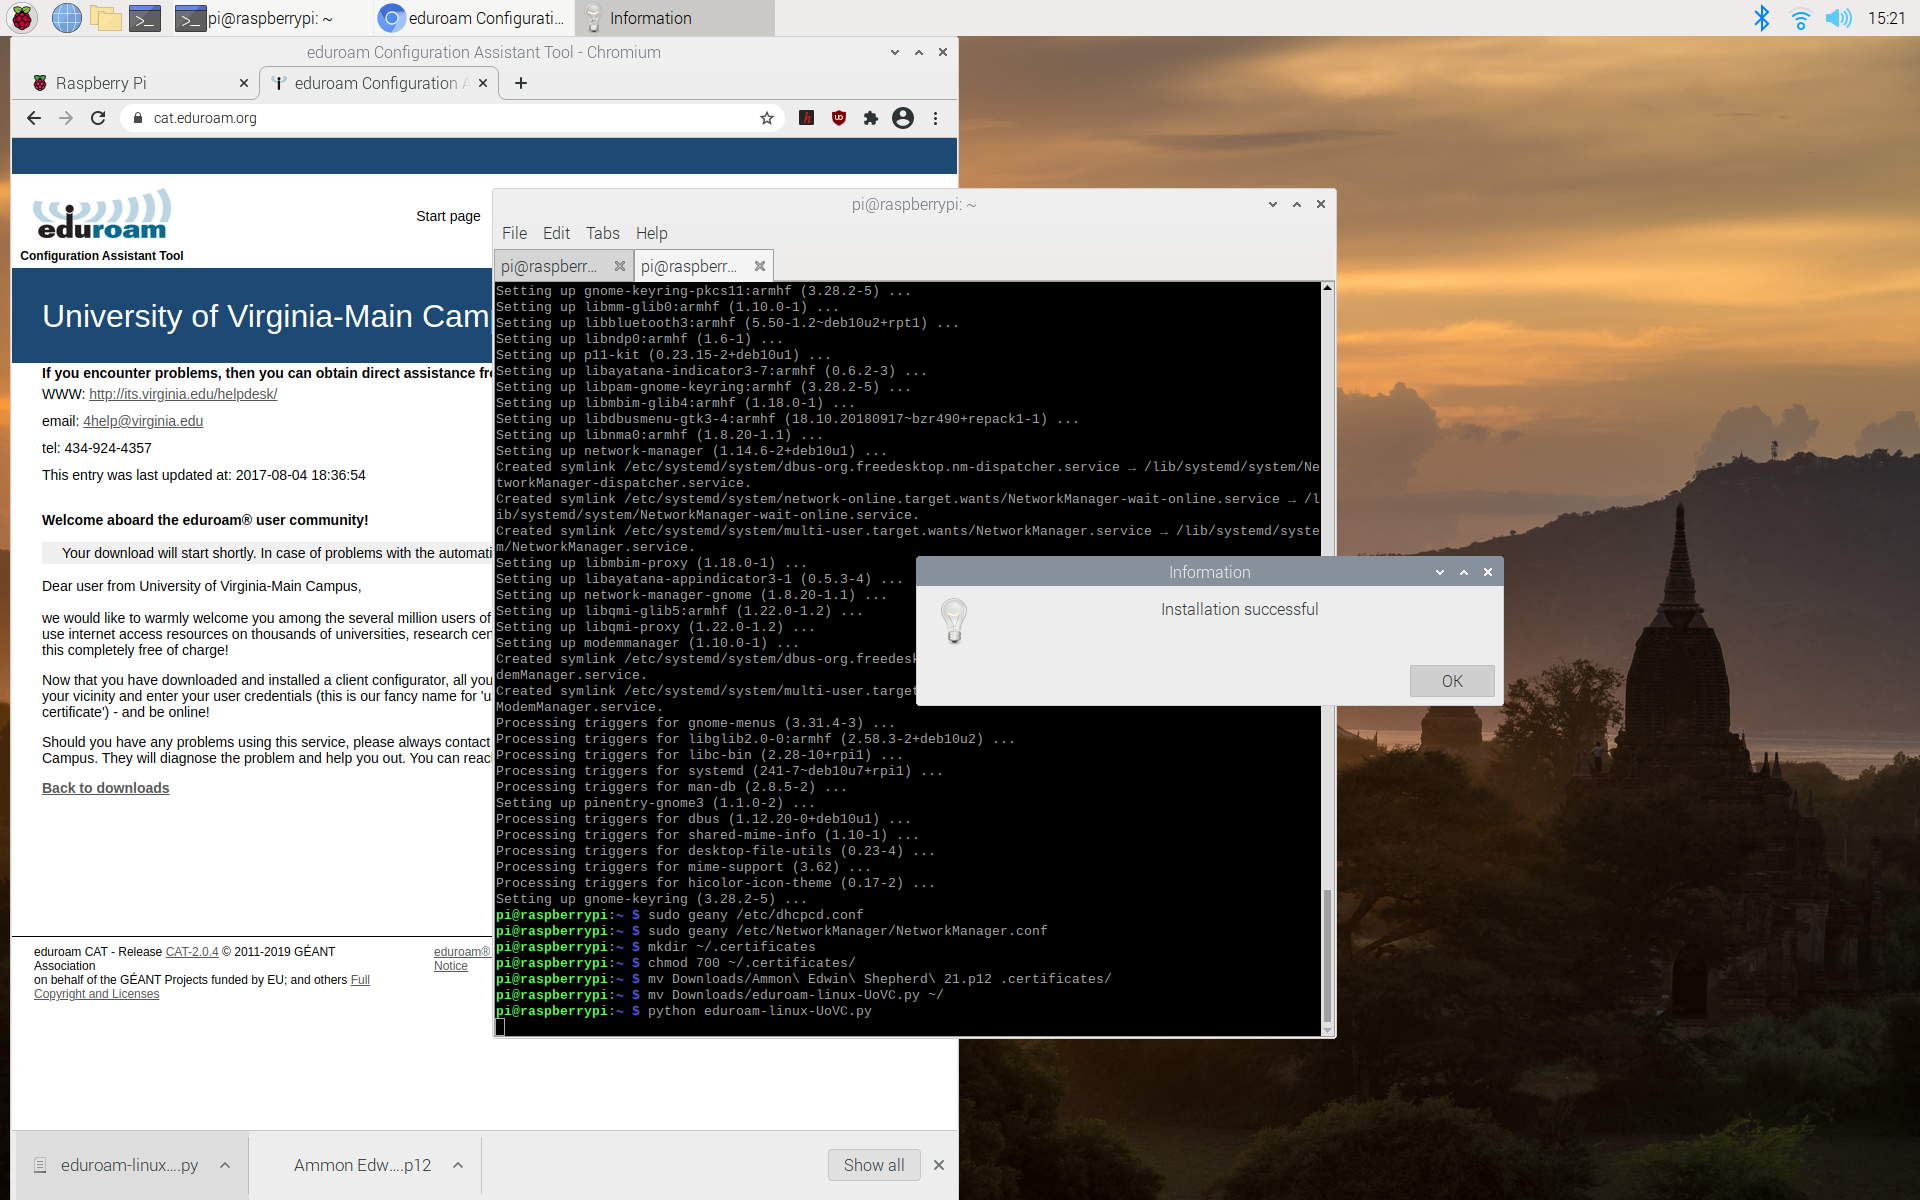 pi@raspberrypi: ~
eduroam Configurati...
Information
15:21
eduroam Configuration Assistant Tool - Chromium
Raspberry Pi
eduroam Configuration A
cat.eduroam.org
eduroam
Configuration Assistant Tool
Start page
University of Virginia-Main Cam
If you encounter problems, then you can obtain direct assistance fr
WWW: http://its.virginia.edu/helpdesk/
email: 4help@virginia.edu
tel: 434-924-4357
This entry was last updated at: 2017-08-04 18:36:54
Welcome aboard the eduroam® user community!
Your download will start shortly. In case of problems with the automati
Dear user from University of Virginia-Main Campus,
we would like to warmly welcome you among the several million users of
use internet access resources on thousands of universities, research cen
this completely free of charge!
Now that you have downloaded and installed a client configurator, all you
your vicinity and enter your user credentials (this is our fancy name for 'u
certificate') - and be online!
Should you have any problems using this service, please always contact
Campus. They will diagnose the problem and help you out. You can reac
Back to downloads
eduroam CAT - Release CAT-2.0.4 © 2011-2019 GÉANT
Association
on behalf of the GÉANT Projects funded by EU; and others Full
Copyright and Licenses
eduroam®
Notice
eduroam-linux....py
Ammon Edw....p12
Show all
pi@raspberrypi: ~
File Edit Tabs Help
pi@raspberr...
pi@raspberr...
Setting up gnome-keyring-pkcs11:armhf (3.28.2-5) ...
Setting up libmm-glib0:armhf (1.10.0-1) ...
Setting up libbluetooth3:armhf (5.50-1.2~deb10u2+rpt1) ...
Setting up libndp0:armhf (1.6-1) ...
Setting up p11-kit (0.23.15-2+deb10u1) ...
Setting up libayatana-indicator3-7:armhf (0.6.2-3) ...
Setting up libpam-gnome-keyring:armhf (3.28.2-5) ...
Setting up libmbim-glib4:armhf (1.18.0-1) ...
Setting up libdbusmenu-gtk3-4:armhf (18.10.20180917~bzr490+repack1-1) ...
Setting up libnma0:armhf (1.8.20-1.1) ...
Setting up network-manager (1.14.6-2+deb10u1) ...
Created symlink /etc/systemd/system/dbus-org.freedesktop.nm-dispatcher.service → /lib/systemd/system/Ne
tworkManager-dispatcher.service.
Created symlink /etc/systemd/system/network-online.target.wants/NetworkManager-wait-online.service → /l
ib/systemd/system/NetworkManager-wait-online.service.
Created symlink /etc/systemd/system/multi-user.target.wants/NetworkManager.service → /lib/systemd/syste
m/NetworkManager.service.
Setting up libmbim-proxy (1.18.0-1) ...
Setting up libayatana-appindicator3-1 (0.5.3-4) ...
Setting up network-manager-gnome (1.8.20-1.1) ...
Setting up libqmi-glib5:armhf (1.22.0-1.2) ...
Setting up libqmi-proxy (1.22.0-1.2) ...
Setting up modemmanager (1.10.0-1) ...
Created symlink /etc/systemd/system/dbus-org.freedesk
demManager.service.
Created symlink /etc/systemd/system/multi-user.target
ModemManager.service.
Processing triggers for gnome-menus (3.31.4-3) ...
Processing triggers for libglib2.0-0:armhf (2.58.3-2+deb10u2) ...
Processing triggers for libc-bin (2.28-10+rpi1) ...
Processing triggers for systemd (241-7~deb10u7+rpi1) ...
Processing triggers for man-db (2.8.5-2) ...
Setting up pinentry-gnome3 (1.1.0-2) ...
Processing triggers for dbus (1.12.20-0+deb10u1) ...
Processing triggers for shared-mime-info (1.10-1) ...
Processing triggers for desktop-file-utils (0.23-4) ...
Processing triggers for mime-support (3.62) ...
Processing triggers for hicolor-icon-theme (0.17-2) ...
Setting up gnome-keyring (3.28.2-5) ...
pi@raspberrypi:~ $ sudo geany /etc/dhcpcd.conf
pi@raspberrypi:~ $ sudo geany /etc/NetworkManager/NetworkManager.conf
pi@raspberrypi:~ $ mkdir ~/.certificates
pi@raspberrypi:~ $ chmod 700 ~/.certificates/
pi@raspberrypi:~ $ mv Downloads/Ammon\ Edwin\ Shepherd\ 21.p12 .certificates/
pi@raspberrypi:~ $ mv Downloads/eduroam-linux-UoVC.py ~/
pi@raspberrypi:~ $ python eduroam-linux-UoVC.py
Information
Installation successful
OK